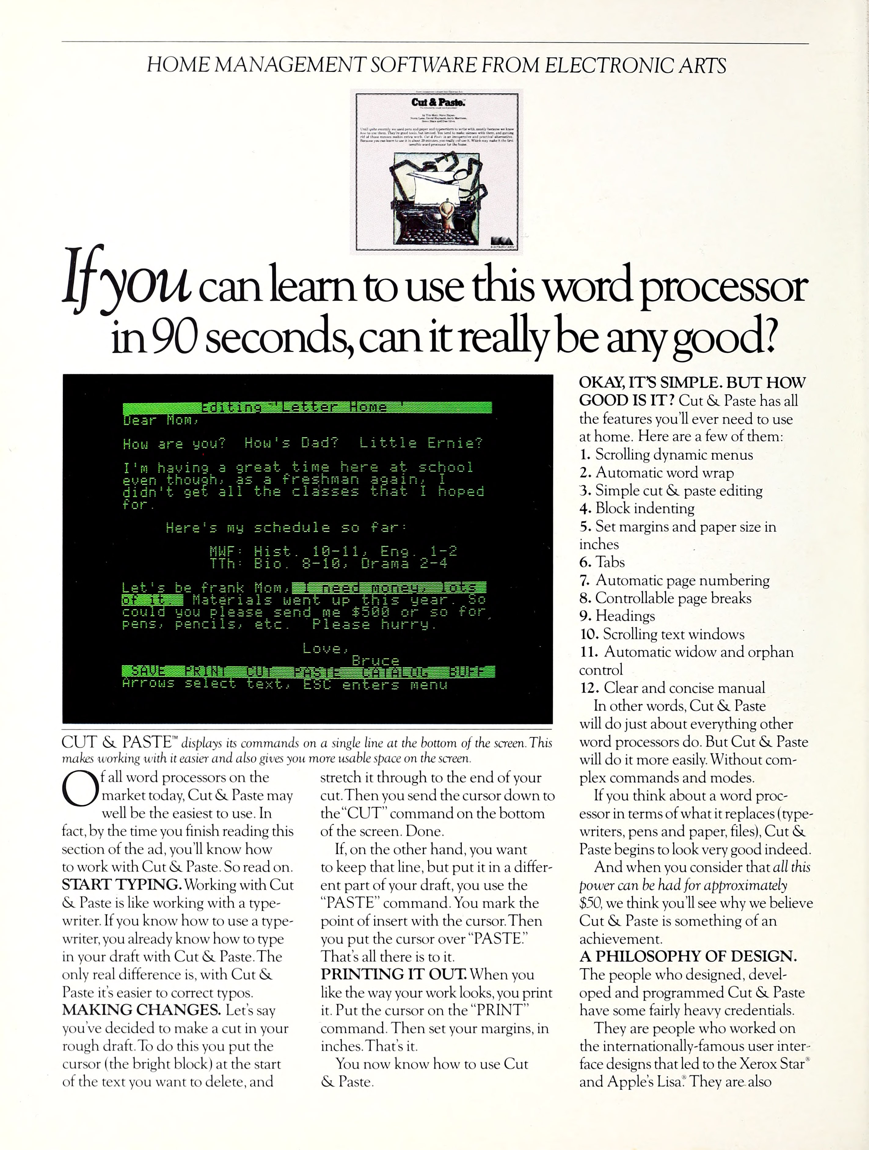 HOME MANAGEMENT SOFTWARE FROM ELECTRONIC ARTS
Cut & Paste.™
If you can learn to use this word processor
in 90 seconds, can it really be any good?
Editing "Letter Home "
Dear Mom,
How are you?  How's Dad?  Little Ernie?
I'm having a great time here at school
even though, as a freshman again, I
didn't get all the classes that I hoped
for.
Here's my schedule so far:
MWF: Hist. 10-11, Eng. 1-2
TTh: Bio. 8-10, Drama 2-4
Let's be frank Mom, I need money, lots
of it. Materials went up this year. So
could you please send me $500 or so for
pens, pencils, etc.  Please hurry.
Love,
Bruce
SAVE PRINT CUT PASTE CATALOG BUFF
Arrows select text, ESC enters menu
CUT & PASTE™ displays its commands on a single line at the bottom of the screen. This
makes working with it easier and also gives you more usable space on the screen.
Of all word processors on the
market today, Cut & Paste may
well be the easiest to use. In
fact, by the time you finish reading this
section of the ad, you'll know how
to work with Cut & Paste. So read on.
START TYPING. Working with Cut
& Paste is like working with a type-
writer. If you know how to use a type-
writer, you already know how to type
in your draft with Cut & Paste. The
only real difference is, with Cut &
Paste it's easier to correct typos.
MAKING CHANGES. Let's say
you've decided to make a cut in your
rough draft. To do this you put the
cursor (the bright block) at the start
of the text you want to delete, and
stretch it through to the end of your
cut. Then you send the cursor down to
the "CUT" command on the bottom
of the screen. Done.
If, on the other hand, you want
to keep that line, but put it in a differ-
ent part of your draft, you use the
"PASTE" command. You mark the
point of insert with the cursor. Then
you put the cursor over "PASTE."
That's all there is to it.
PRINTING IT OUT. When you
like the way your work looks, you print
it. Put the cursor on the "PRINT"
command. Then set your margins, in
inches. That's it.
You now know how to use Cut
& Paste.
OKAY, IT'S SIMPLE. BUT HOW
GOOD IS IT? Cut & Paste has all
the features you'll ever need to use
at home. Here are a few of them:
1. Scrolling dynamic menus
2. Automatic word wrap
3. Simple cut & paste editing
4. Block indenting
5. Set margins and paper size in
inches
6. Tabs
7. Automatic page numbering
8. Controllable page breaks
9. Headings
10. Scrolling text windows
11. Automatic widow and orphan
control
12. Clear and concise manual
In other words, Cut & Paste
will do just about everything other
word processors do. But Cut & Paste
will do it more easily. Without com-
plex commands and modes.
If you think about a word proc-
essor in terms of what it replaces (type-
writers, pens and paper, files), Cut &
Paste begins to look very good indeed.
And when you consider that all this
power can be had for approximately
$50, we think you'll see why we believe
Cut & Paste is something of an
achievement.
A PHILOSOPHY OF DESIGN.
The people who designed, devel-
oped and programmed Cut & Paste
have some fairly heavy credentials.
They are people who worked on
the internationally-famous user inter-
face designs that led to the Xerox Star®
and Apple's Lisa.® They are also